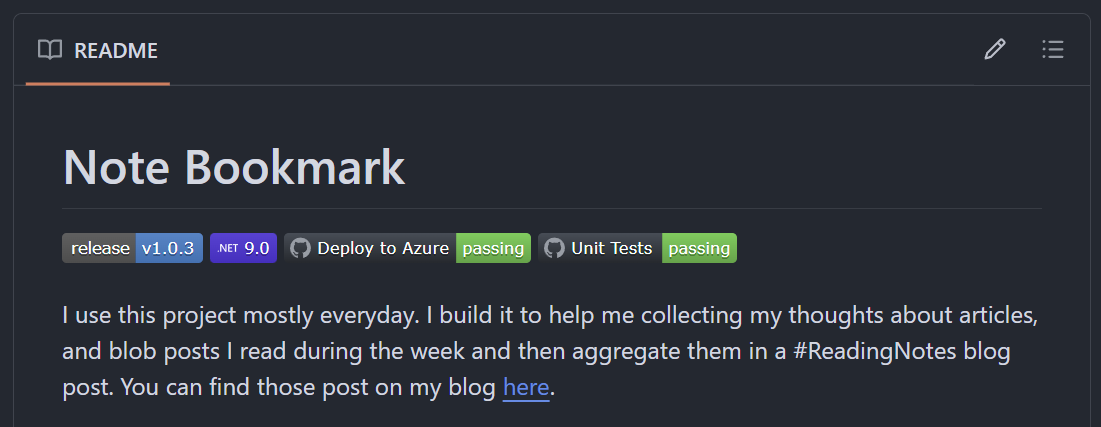 README
Note Bookmark
release v1.0.3 .NET 9.0 Deploy to Azure passing Unit Tests passing
I use this project mostly everyday. I build it to help me collecting my thoughts about articles,
and blob posts I read during the week and then aggregate them in a #ReadingNotes blog
post. You can find those post on my blog here.